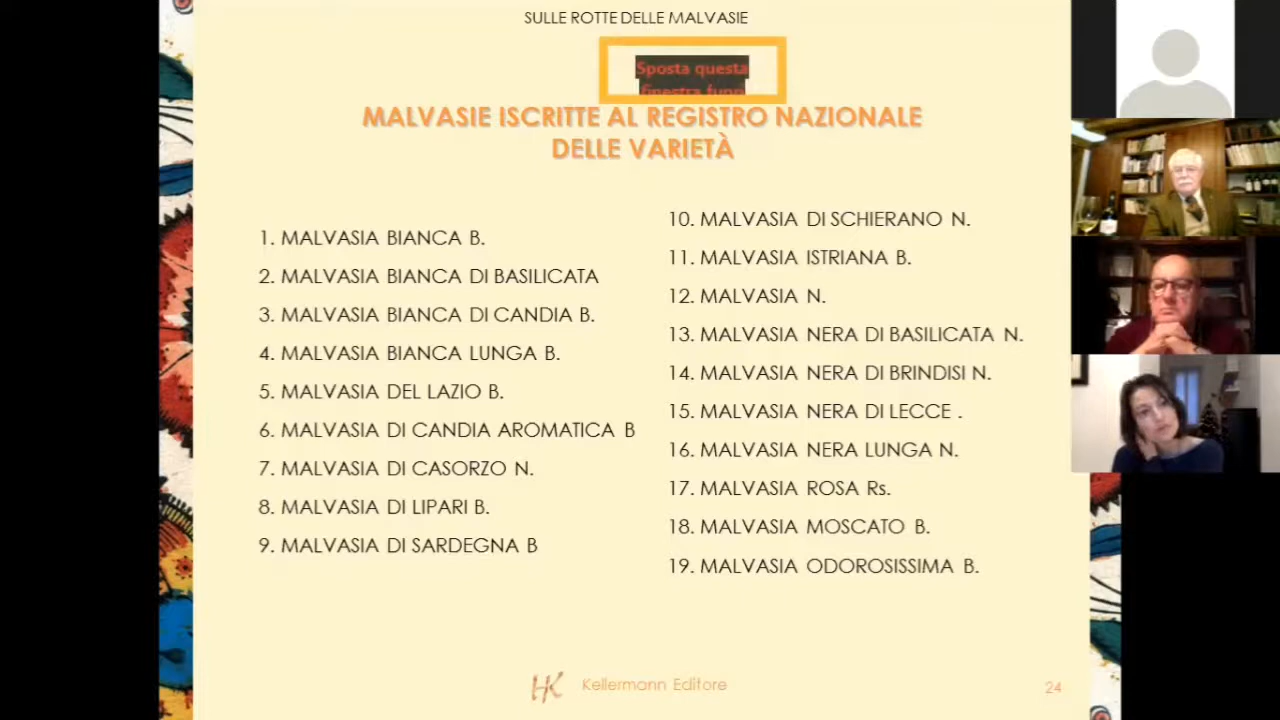 SULLE ROTTE DELLE MALVASIE
Sposta questa
finestra fuori
MALVASIE ISCRITTE AL REGISTRO NAZIONALE
DELLE VARIETÀ
1. MALVASIA BIANCA B.
2. MALVASIA BIANCA DI BASILICATA
3. MALVASIA BIANCA DI CANDIA B.
4. MALVASIA BIANCA LUNGA B.
5. MALVASIA DEL LAZIO B.
6. MALVASIA DI CANDIA AROMATICA B
7. MALVASIA DI CASORZO N.
8. MALVASIA DI LIPARI B.
9. MALVASIA DI SARDEGNA B
10. MALVASIA DI SCHIERANO N.
11. MALVASIA ISTRIANA B.
12. MALVASIA N.
13. MALVASIA NERA DI BASILICATA N.
14. MALVASIA NERA DI BRINDISI N.
15. MALVASIA NERA DI LECCE .
16. MALVASIA NERA LUNGA N.
17. MALVASIA ROSA Rs.
18. MALVASIA MOSCATO B.
19. MALVASIA ODOROSISSIMA B.
HK Kellermann Editore
24